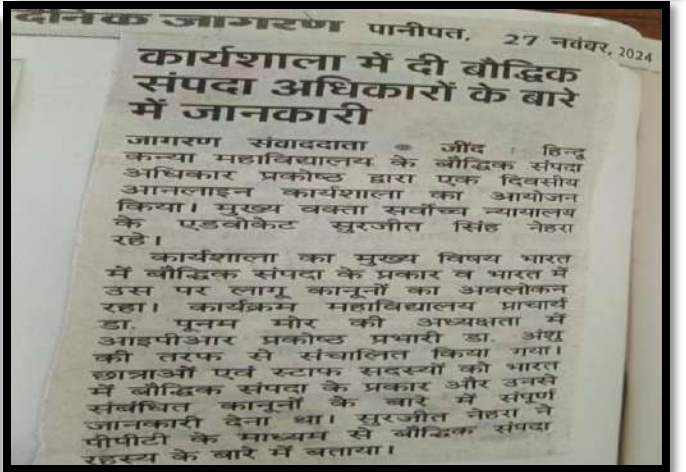 दैनिक जागरण पानीपत, 27 नवंबर, 2024
कार्यशाला में दी बौद्धिक
संपदा अधिकारों के बारे
में जानकारी
जागरण संवाददाता ● जींद : हिन्दू
कन्या महाविद्यालय के बौद्धिक संपदा
अधिकार प्रकोष्ठ द्वारा एक दिवसीय
आनलाइन कार्यशाला का आयोजन
किया। मुख्य वक्ता सर्वोच्च न्यायालय
के एडवोकेट सुरजीत सिंह नेहरा
रहे।
कार्यशाला का मुख्य विषय भारत
में बौद्धिक संपदा के प्रकार व भारत में
उस पर लागू कानूनों का अवलोकन
रहा। कार्यक्रम महाविद्यालय प्राचार्य
डा. पूनम मोर की अध्यक्षता में
आइपीआर प्रकोष्ठ प्रभारी डा. अंशु
की तरफ से संचालित किया गया।
छात्राओं एवं स्टाफ सदस्यों को भारत
में बौद्धिक संपदा के प्रकार और उनसे
संबंधित कानूनों के बारे में संपूर्ण
जानकारी देना था। सुरजीत नेहरा ने
पीपीटी के माध्यम से बौद्धिक संपदा
रहस्य के बारे में बताया।